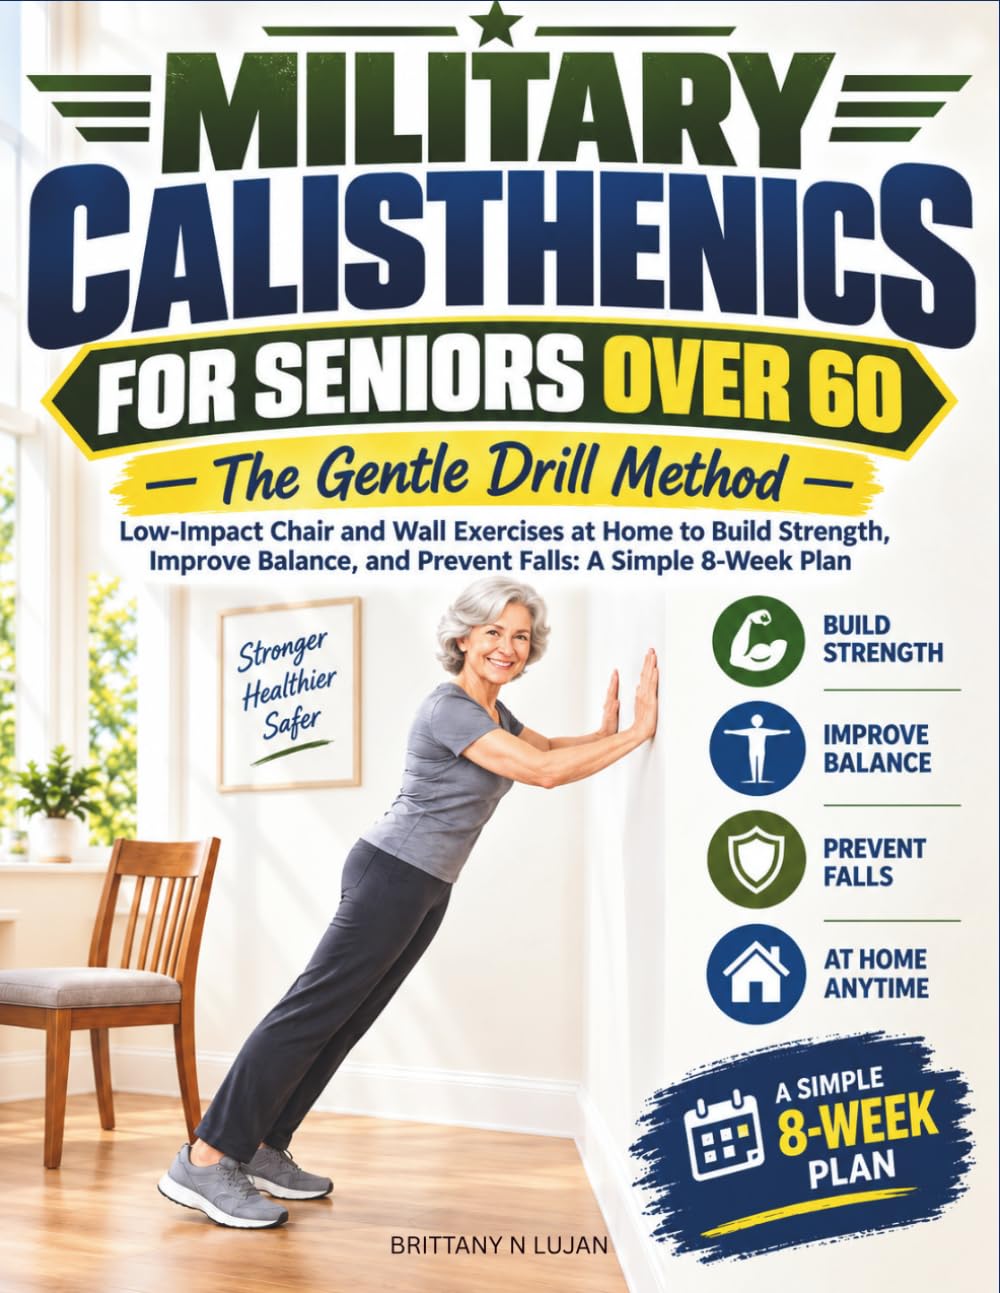 MILITARY
CALISTHENICS
FOR SENIORS OVER 60
— The Gentle Drill Method —
Low-Impact Chair and Wall Exercises at Home to Build Strength,
Improve Balance, and Prevent Falls: A Simple 8-Week Plan
Stronger
Healthier
Safer
BUILD
STRENGTH
IMPROVE
BALANCE
PREVENT
FALLS
AT HOME
ANYTIME
A SIMPLE
8-WEEK
PLAN
BRITTANY N LUJAN